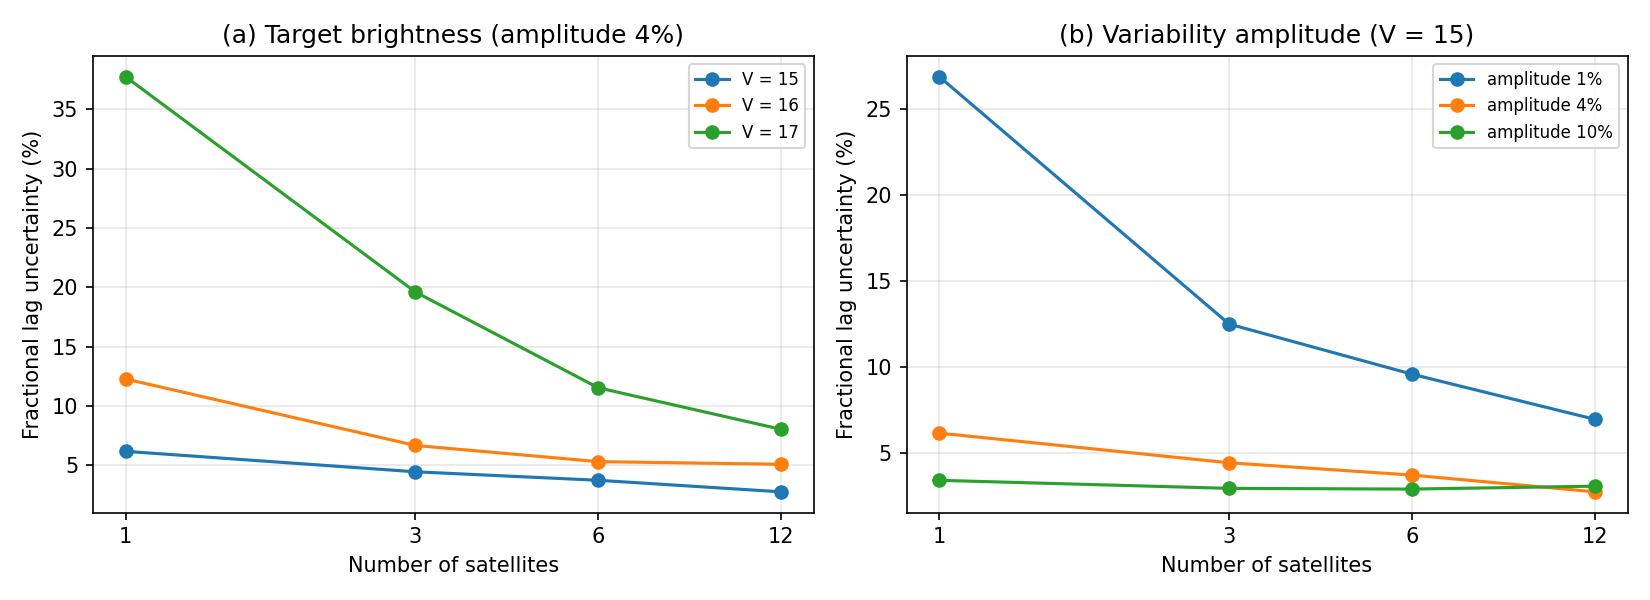 (a) Target brightness (amplitude 4%)
Fractional lag uncertainty (%)
35
30
25
20
15
10
5
V = 15
V = 16
V = 17
1
3
6
12
Number of satellites
(b) Variability amplitude (V = 15)
Fractional lag uncertainty (%)
25
20
15
10
5
amplitude 1%
amplitude 4%
amplitude 10%
1
3
6
12
Number of satellites